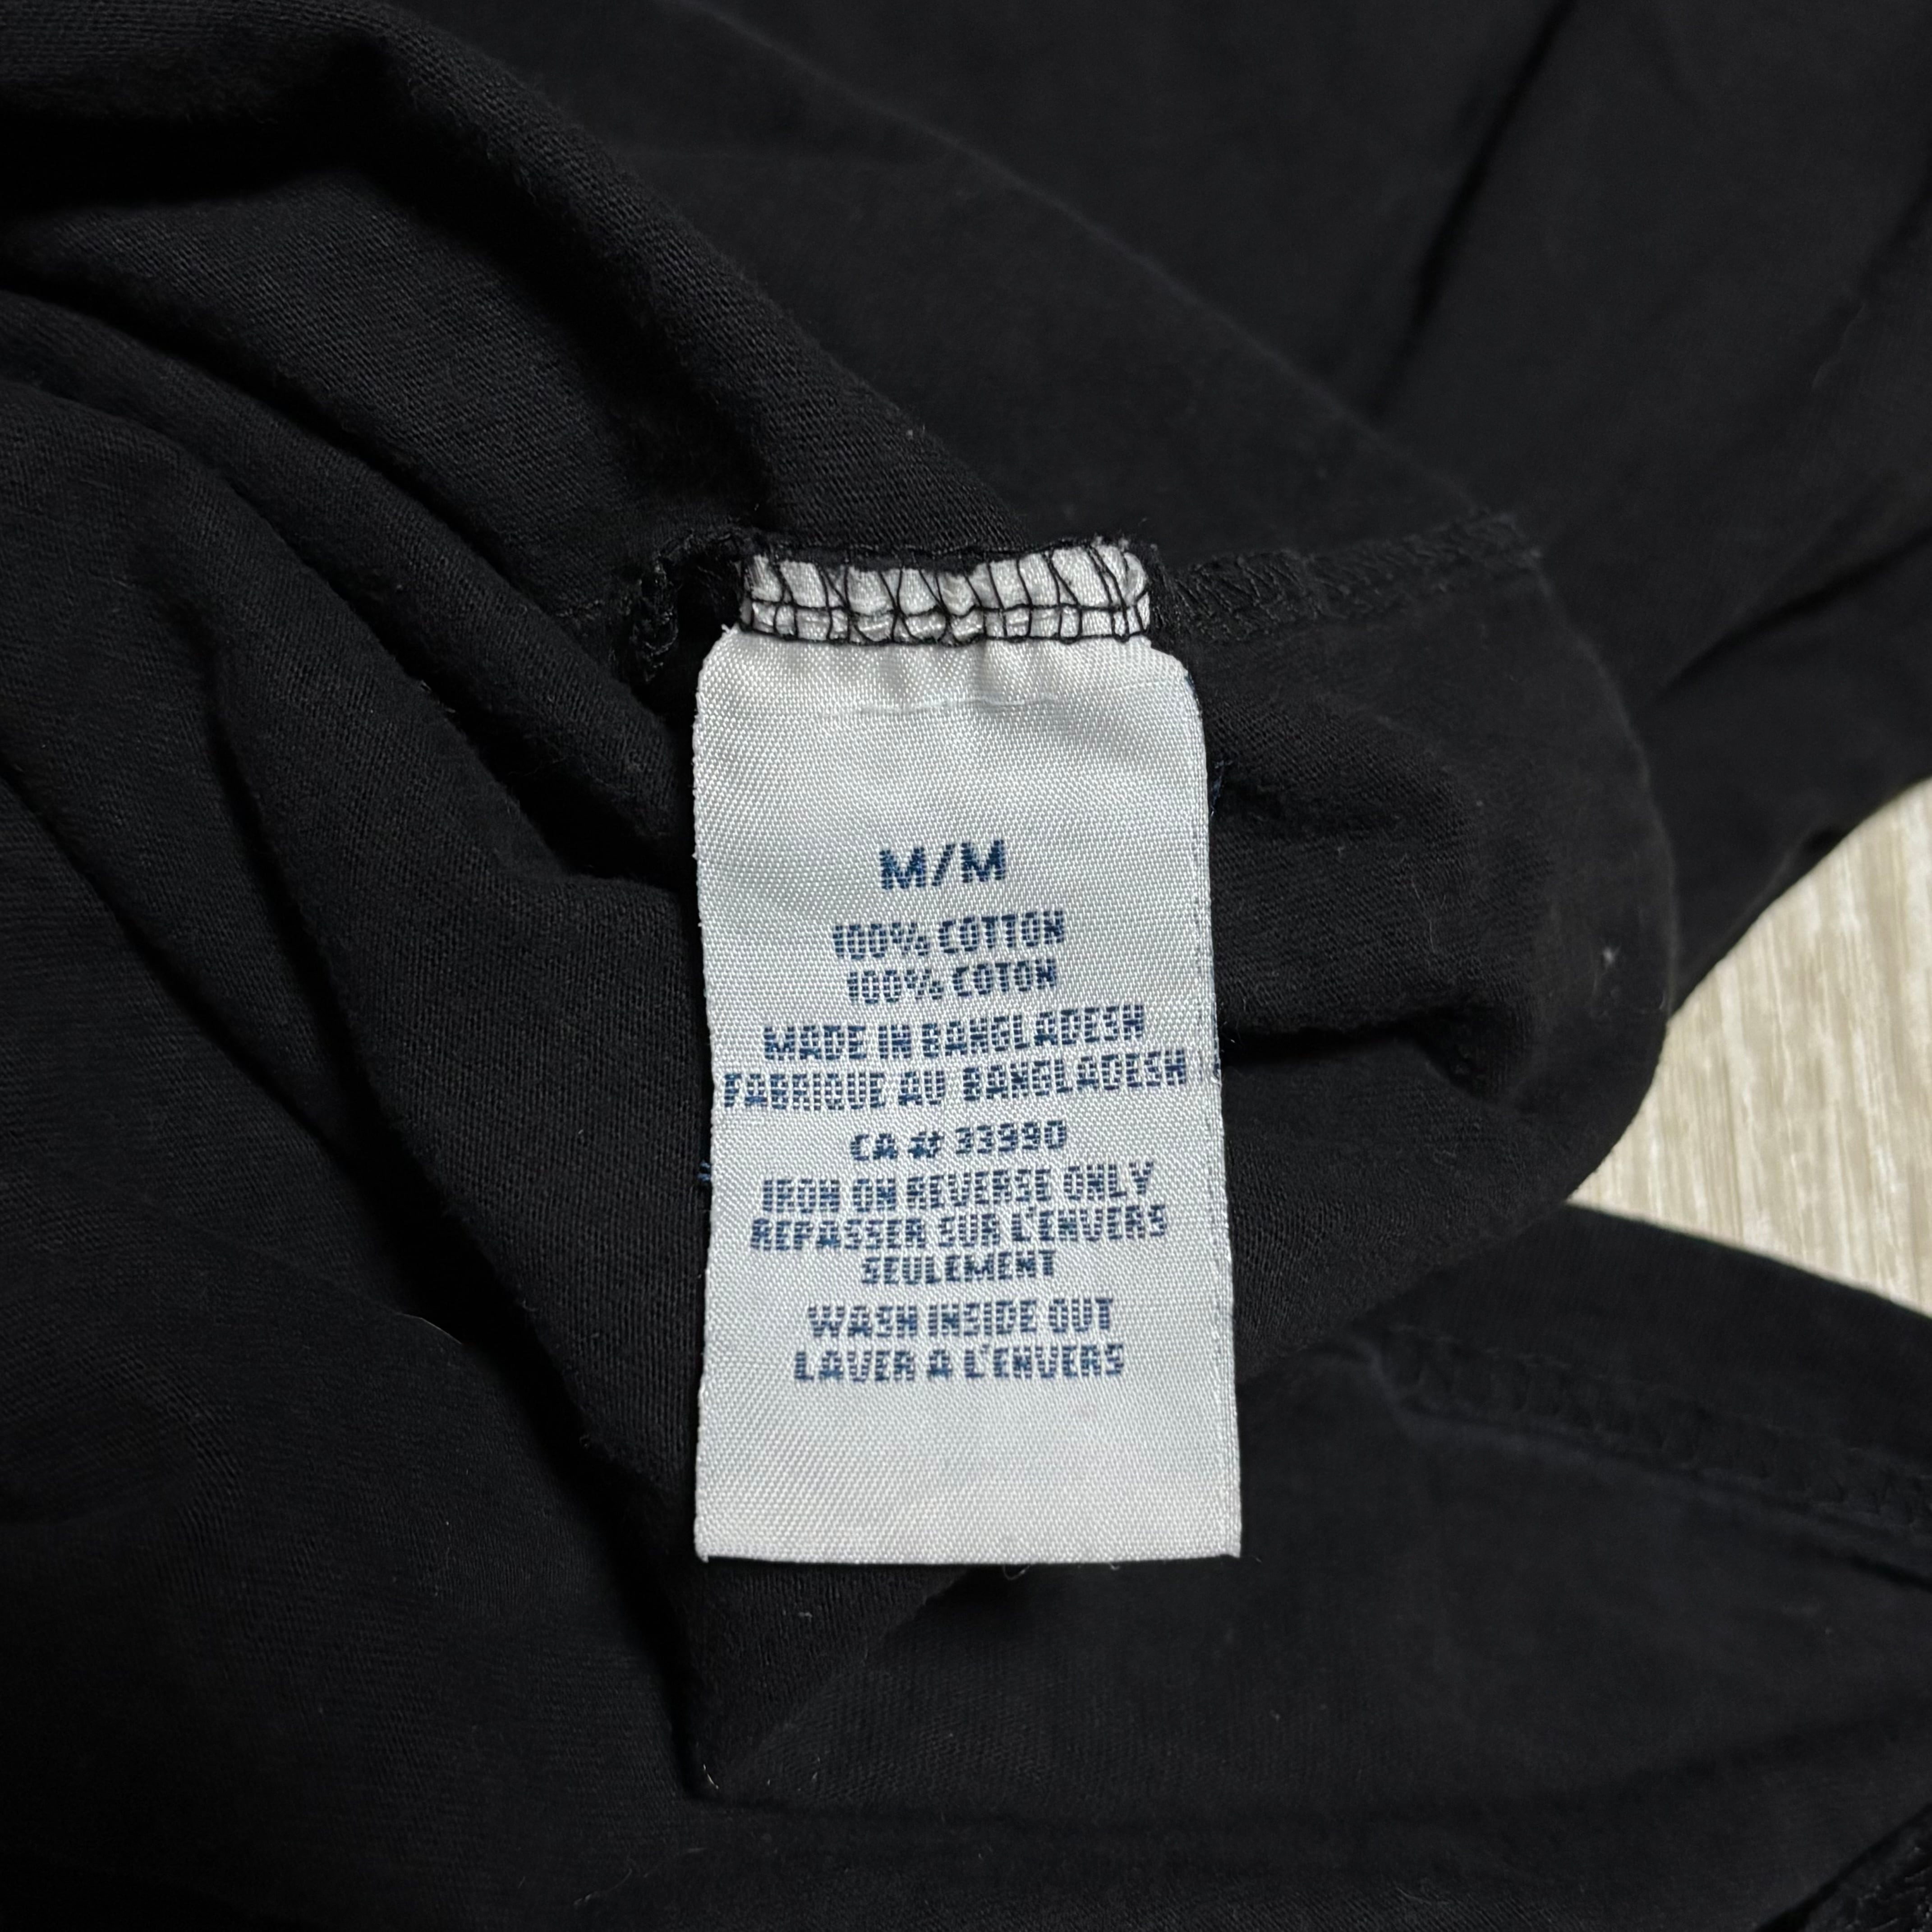 M/M
100% COTTON
100% COTON
MADE IN BANGLADESH
FABRIQUE AU BANGLADESH
CA # 33990
IRON ON REVERSE ONLY
REPASSER SUR L'ENVERS
SEULEMENT
WASH INSIDE OUT
LAVER A L'ENVERS